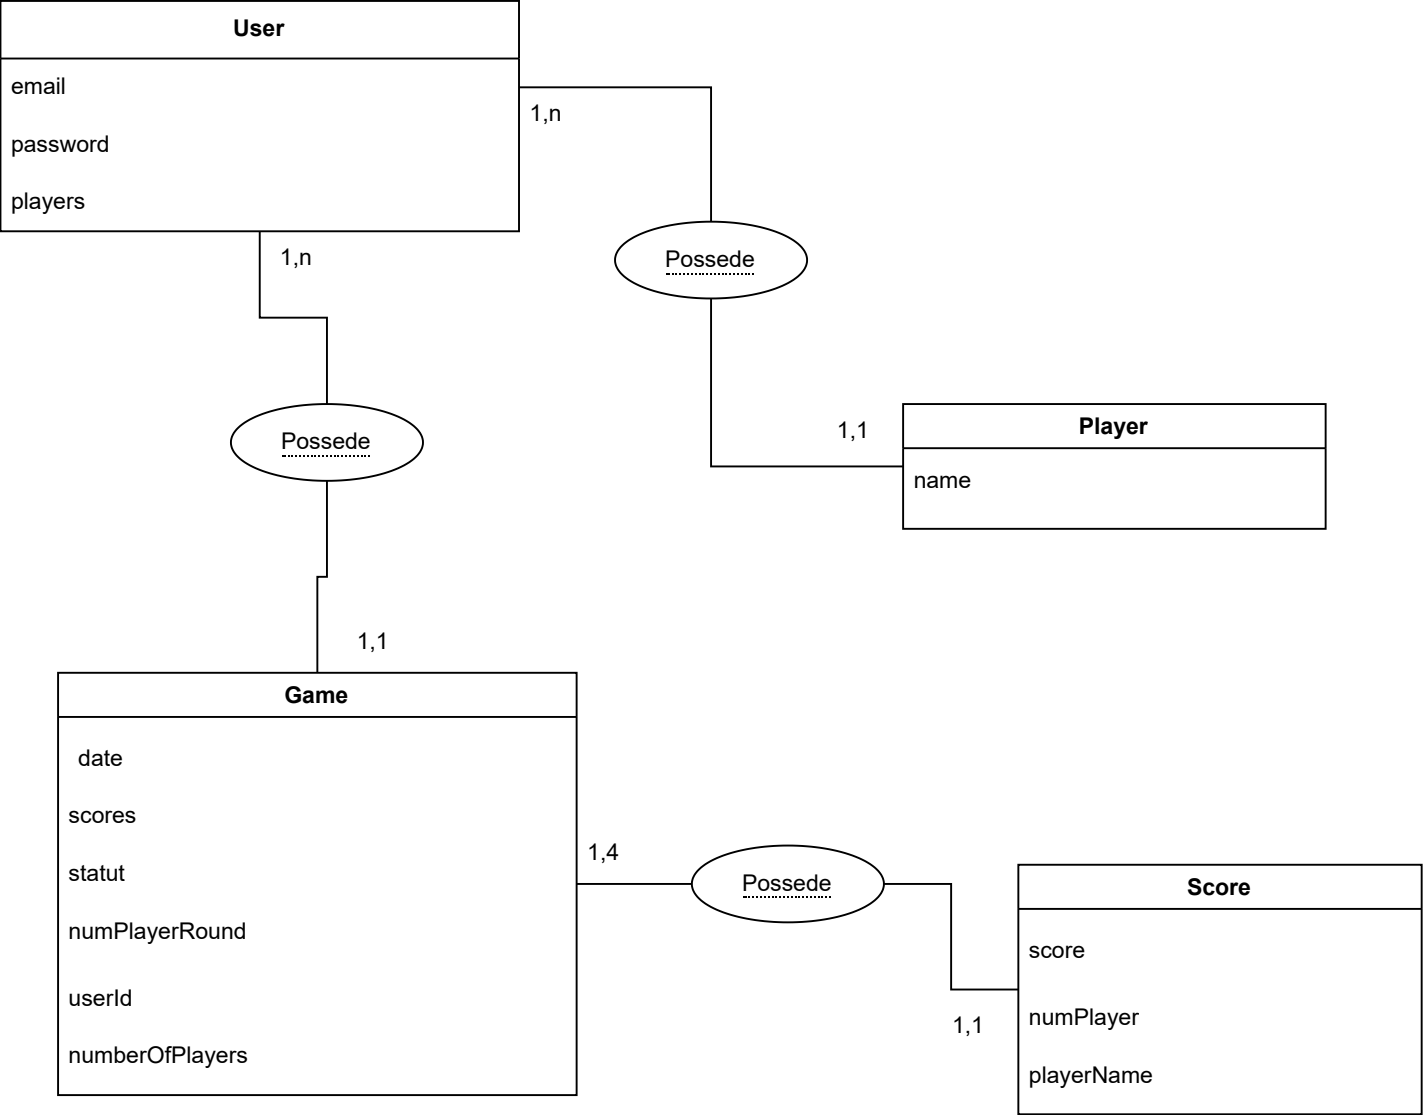 User
email
password
players
1,n
1,n
Possede
Possede
1,1
Player
name
1,1
Game
date
scores
statut
numPlayerRound
userId
numberOfPlayers
1,4
Possede
1,1
Score
score
numPlayer
playerName